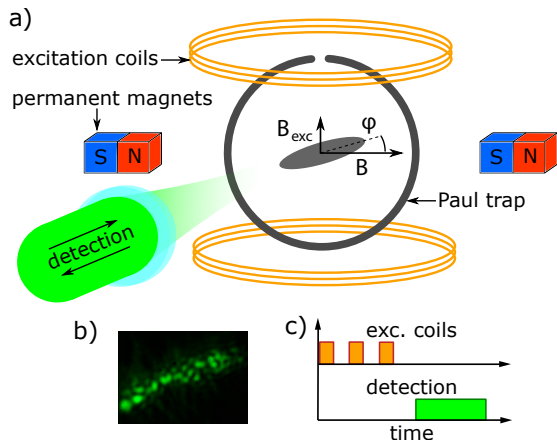 a)
excitation coils
permanent magnets
S N
B exc
φ
B
S N
Paul trap
detection
b)
c)
exc. coils
detection
time